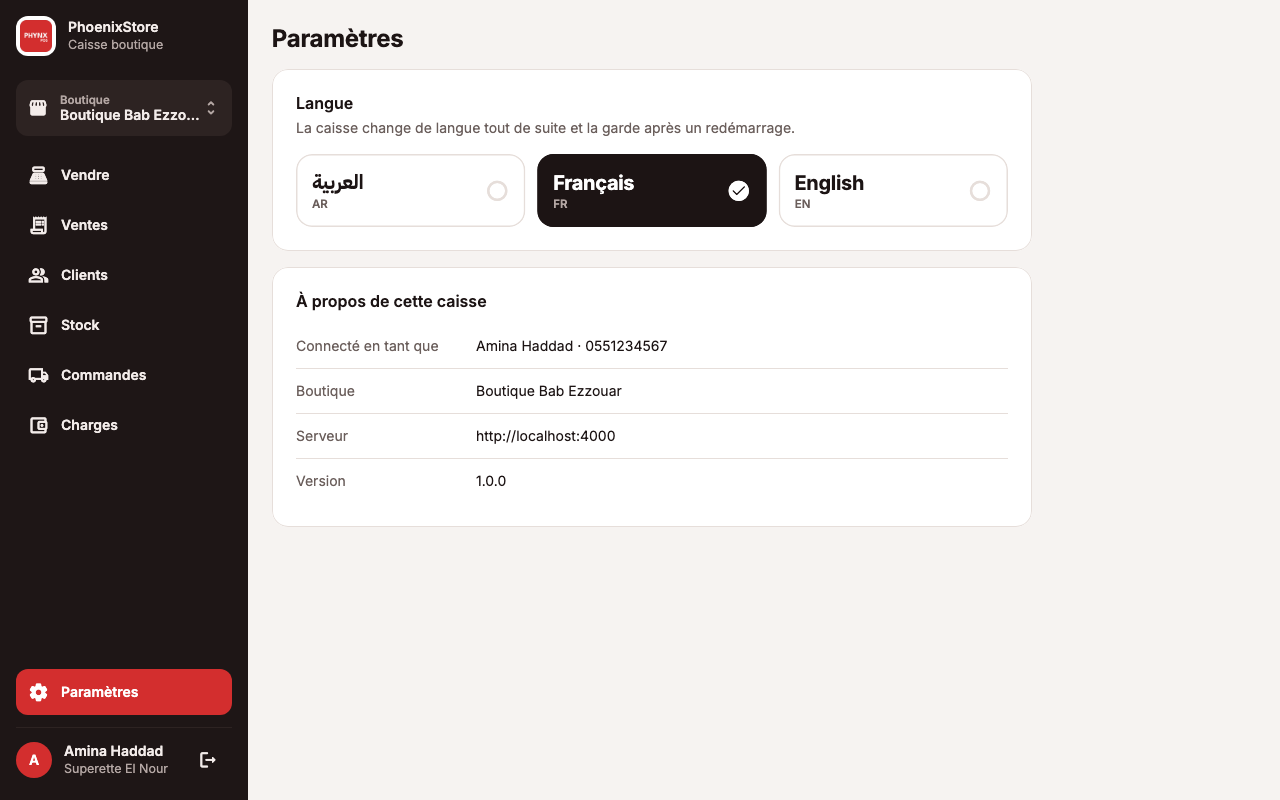 PHYNX
POS
PhoenixStore
Caisse boutique
Boutique
Boutique Bab Ezzo...
Vendre
Ventes
Clients
Stock
Commandes
Charges
Paramètres
A
Amina Haddad
Superette El Nour
Paramètres
Langue
La caisse change de langue tout de suite et la garde après un redémarrage.
العربية
AR
Français
FR
English
EN
À propos de cette caisse
Connecté en tant que Amina Haddad · 0551234567
Boutique Boutique Bab Ezzouar
Serveur http://localhost:4000
Version 1.0.0